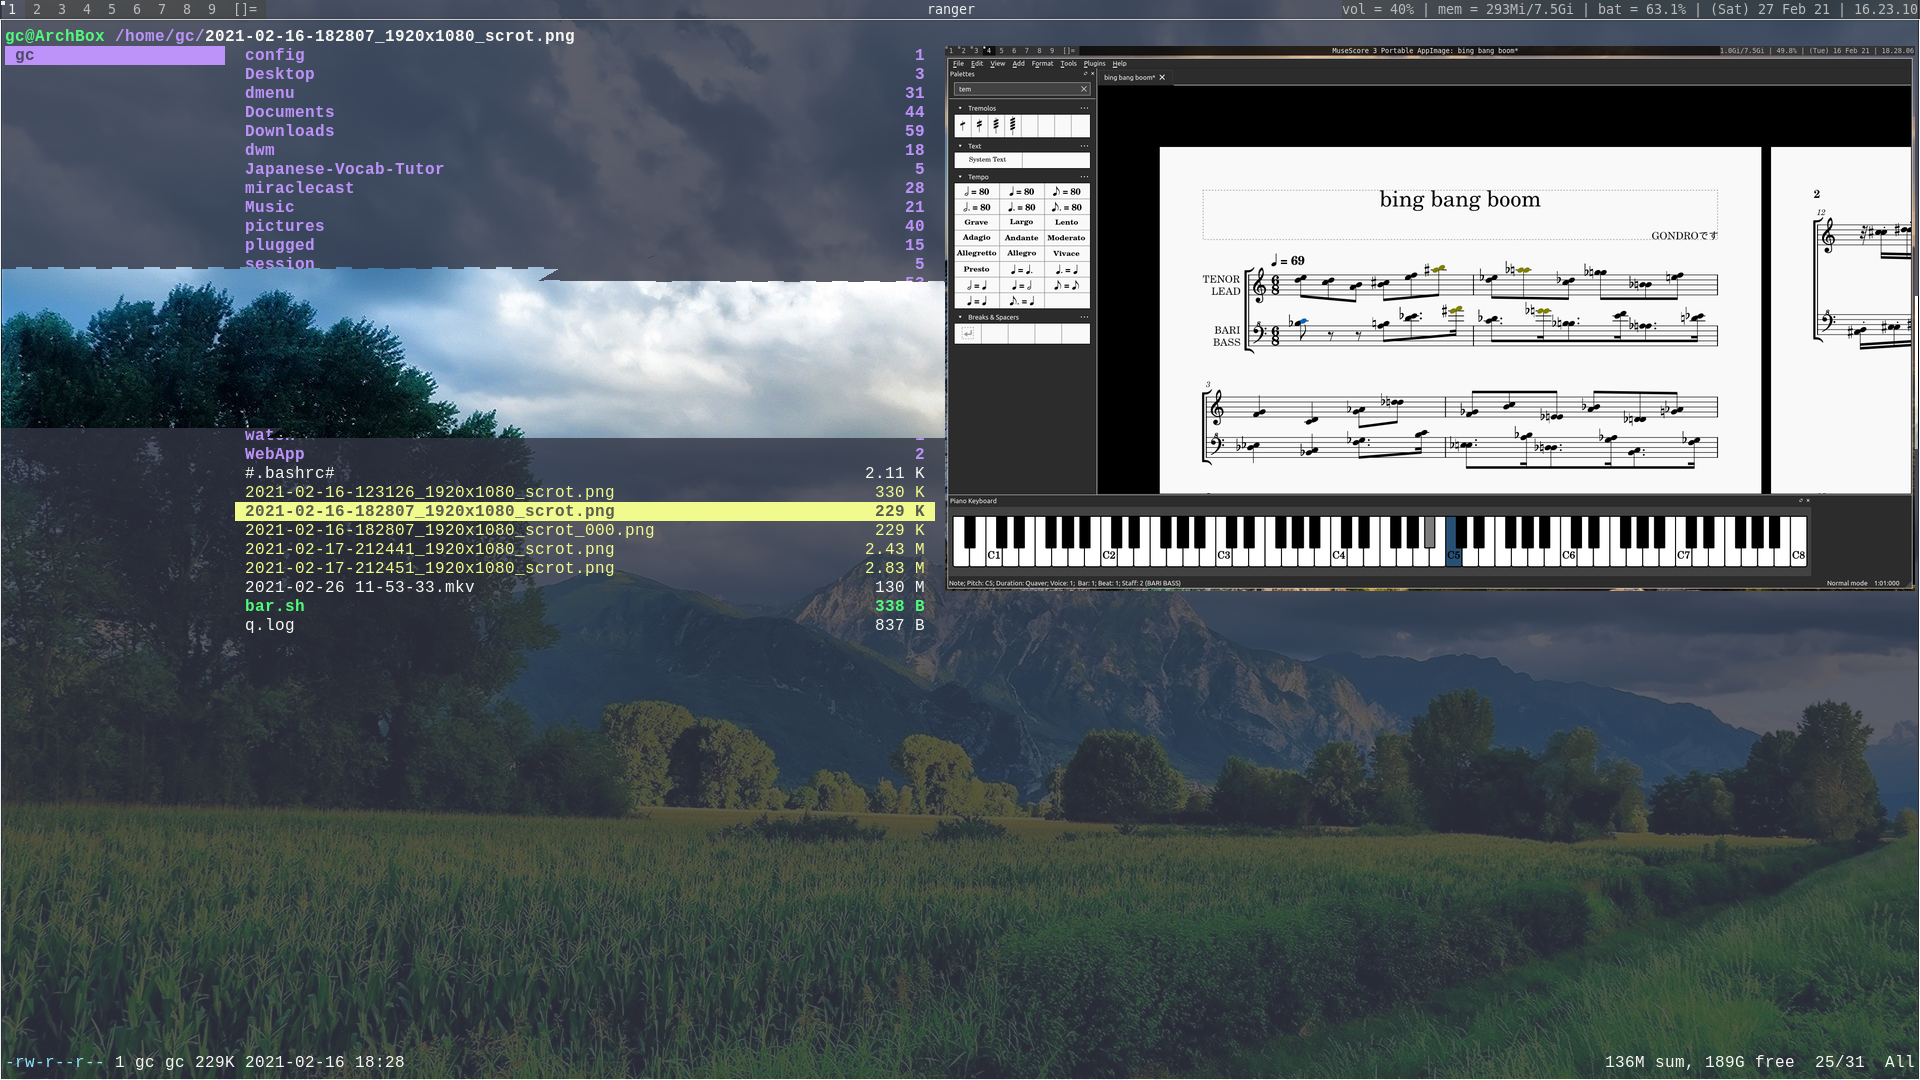 1 2 3 4 5 6 7 8 9 []= ranger vol = 40% | mem = 293Mi/7.5Gi | bat = 63.1% | (Sat) 27 Feb 21 | 16.23.10
gc@ArchBox /home/gc/2021-02-16-182807_1920x1080_scrot.png
gc
config 1
Desktop 3
dmenu 31
Documents 44
Downloads 59
dwm 18
Japanese-Vocab-Tutor 5
miraclecast 28
Music 21
pictures 40
plugged 15
session 5
WebApp 2
#.bashrc# 2.11 K
2021-02-16-123126_1920x1080_scrot.png 330 K
2021-02-16-182807_1920x1080_scrot.png 229 K
2021-02-16-182807_1920x1080_scrot_000.png 229 K
2021-02-17-212441_1920x1080_scrot.png 2.43 M
2021-02-17-212451_1920x1080_scrot.png 2.83 M
2021-02-26 11-53-33.mkv 130 M
bar.sh 338 B
q.log 837 B
1 2 3 4 5 6 7 8 9 []= MuseScore 3 Portable AppImage: bing bang boom* 1.0Gi/7.5Gi | 49.8% | (Tue) 16 Feb 21 | 18.28.06
File Edit View Add Format Tools Plugins Help
Palettes
bing bang boom*
tem
Tremolos
Text
System Text
Tempo
= 80 = 80 = 80
= 80 = 80 = 80
Grave Largo Lento
Adagio Andante Moderato
Allegretto Allegro Vivace
Presto
Breaks & Spacers
bing bang boom
GONDROです
= 69
TENOR
LEAD
6
8
BARI
BASS
6
8
3
2
12
Piano Keyboard
C1 C2 C3 C4 C5 C6 C7 C8
Note; Pitch: C5; Duration: Quaver; Voice: 1; Bar: 1; Beat: 1; Staff: 2 (BARI BASS) Normal mode 1:01:000
-rw-r--r-- 1 gc gc 229K 2021-02-16 18:28 136M sum, 189G free 25/31 All